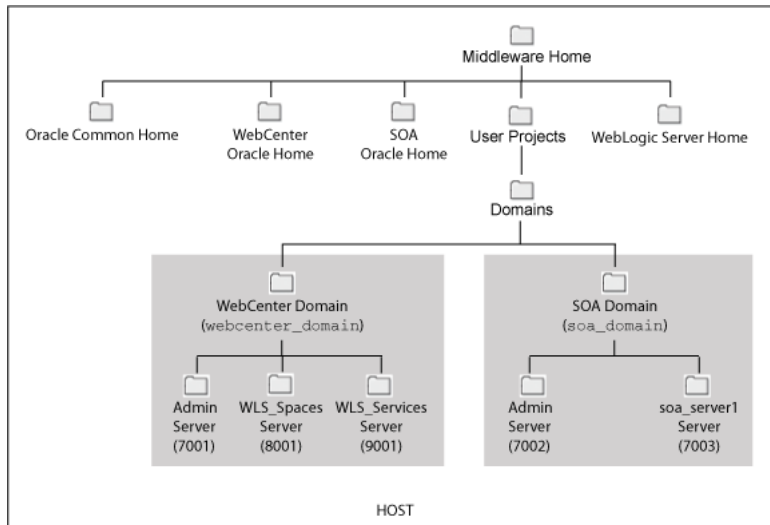 Middleware Home
Oracle Common Home
WebCenter
Oracle Home
SOA
Oracle Home
User Projects
WebLogic Server Home
Domains
WebCenter Domain
(webcenter_domain)
SOA Domain
(soa_domain)
Admin
Server
(7001)
WLS_Spaces
Server
(8001)
WLS_Services
Server
(9001)
Admin
Server
(7002)
soa_server1
Server
(7003)
HOST